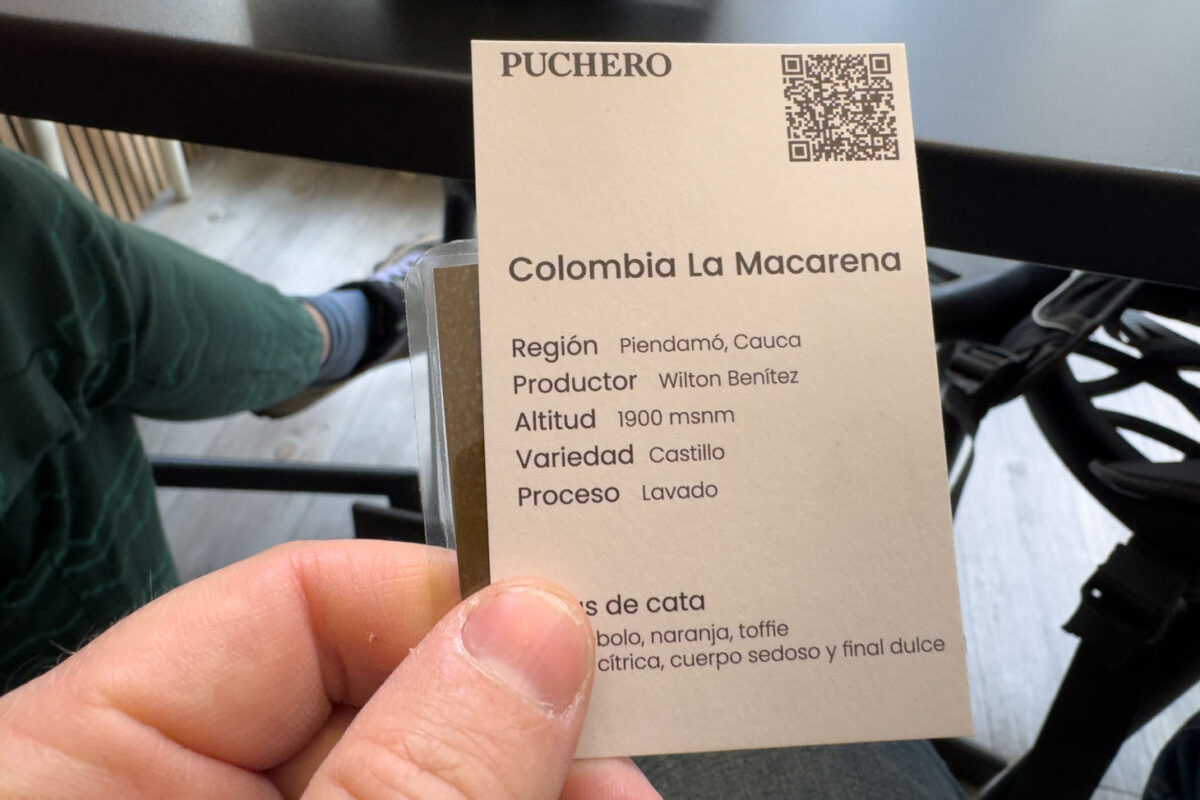 PUCHERO
Colombia La Macarena
Región Piendamó, Cauca
Productor Wilton Benítez
Altitud 1900 msnm
Variedad Castillo
Proceso Lavado
de cata
naranja, toffie
cítrica, cuerpo sedoso y final dulce